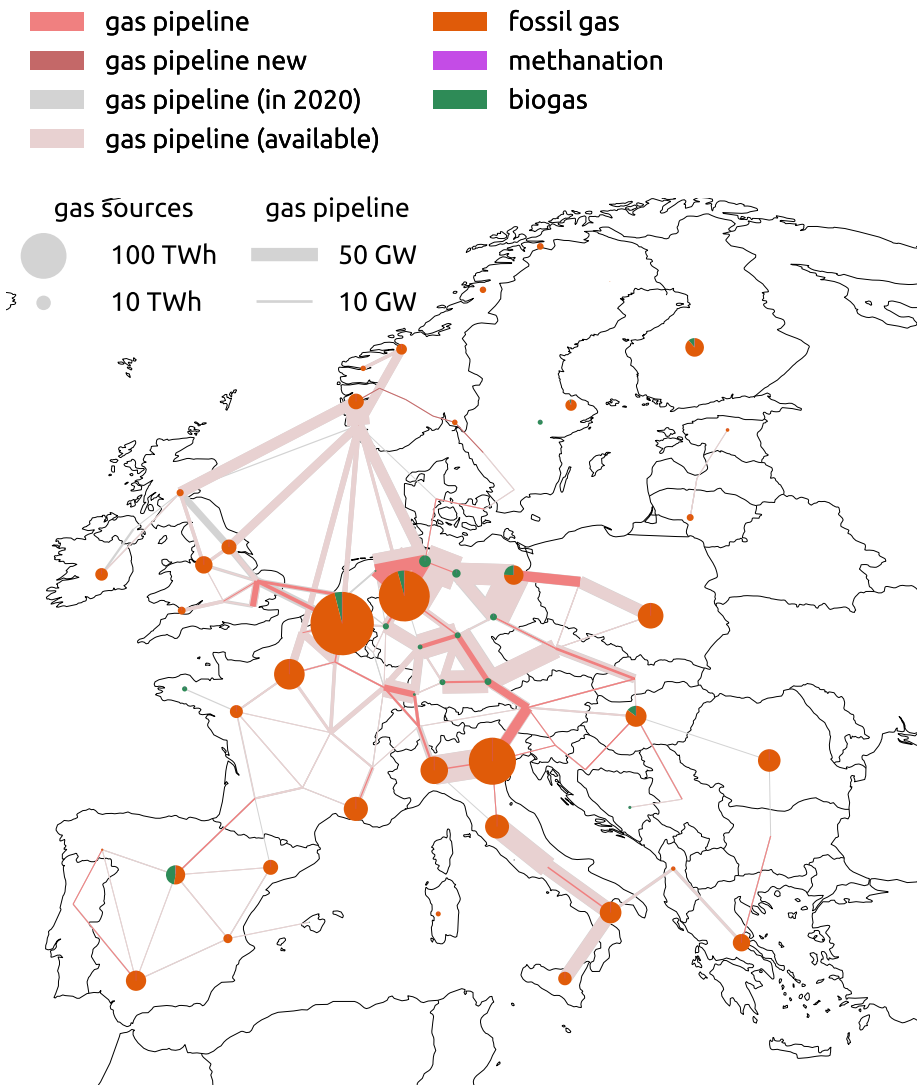 gas pipeline fossil gas
gas pipeline new methanation
gas pipeline (in 2020) biogas
gas pipeline (available)
gas sources gas pipeline
100 TWh 50 GW
10 TWh 10 GW